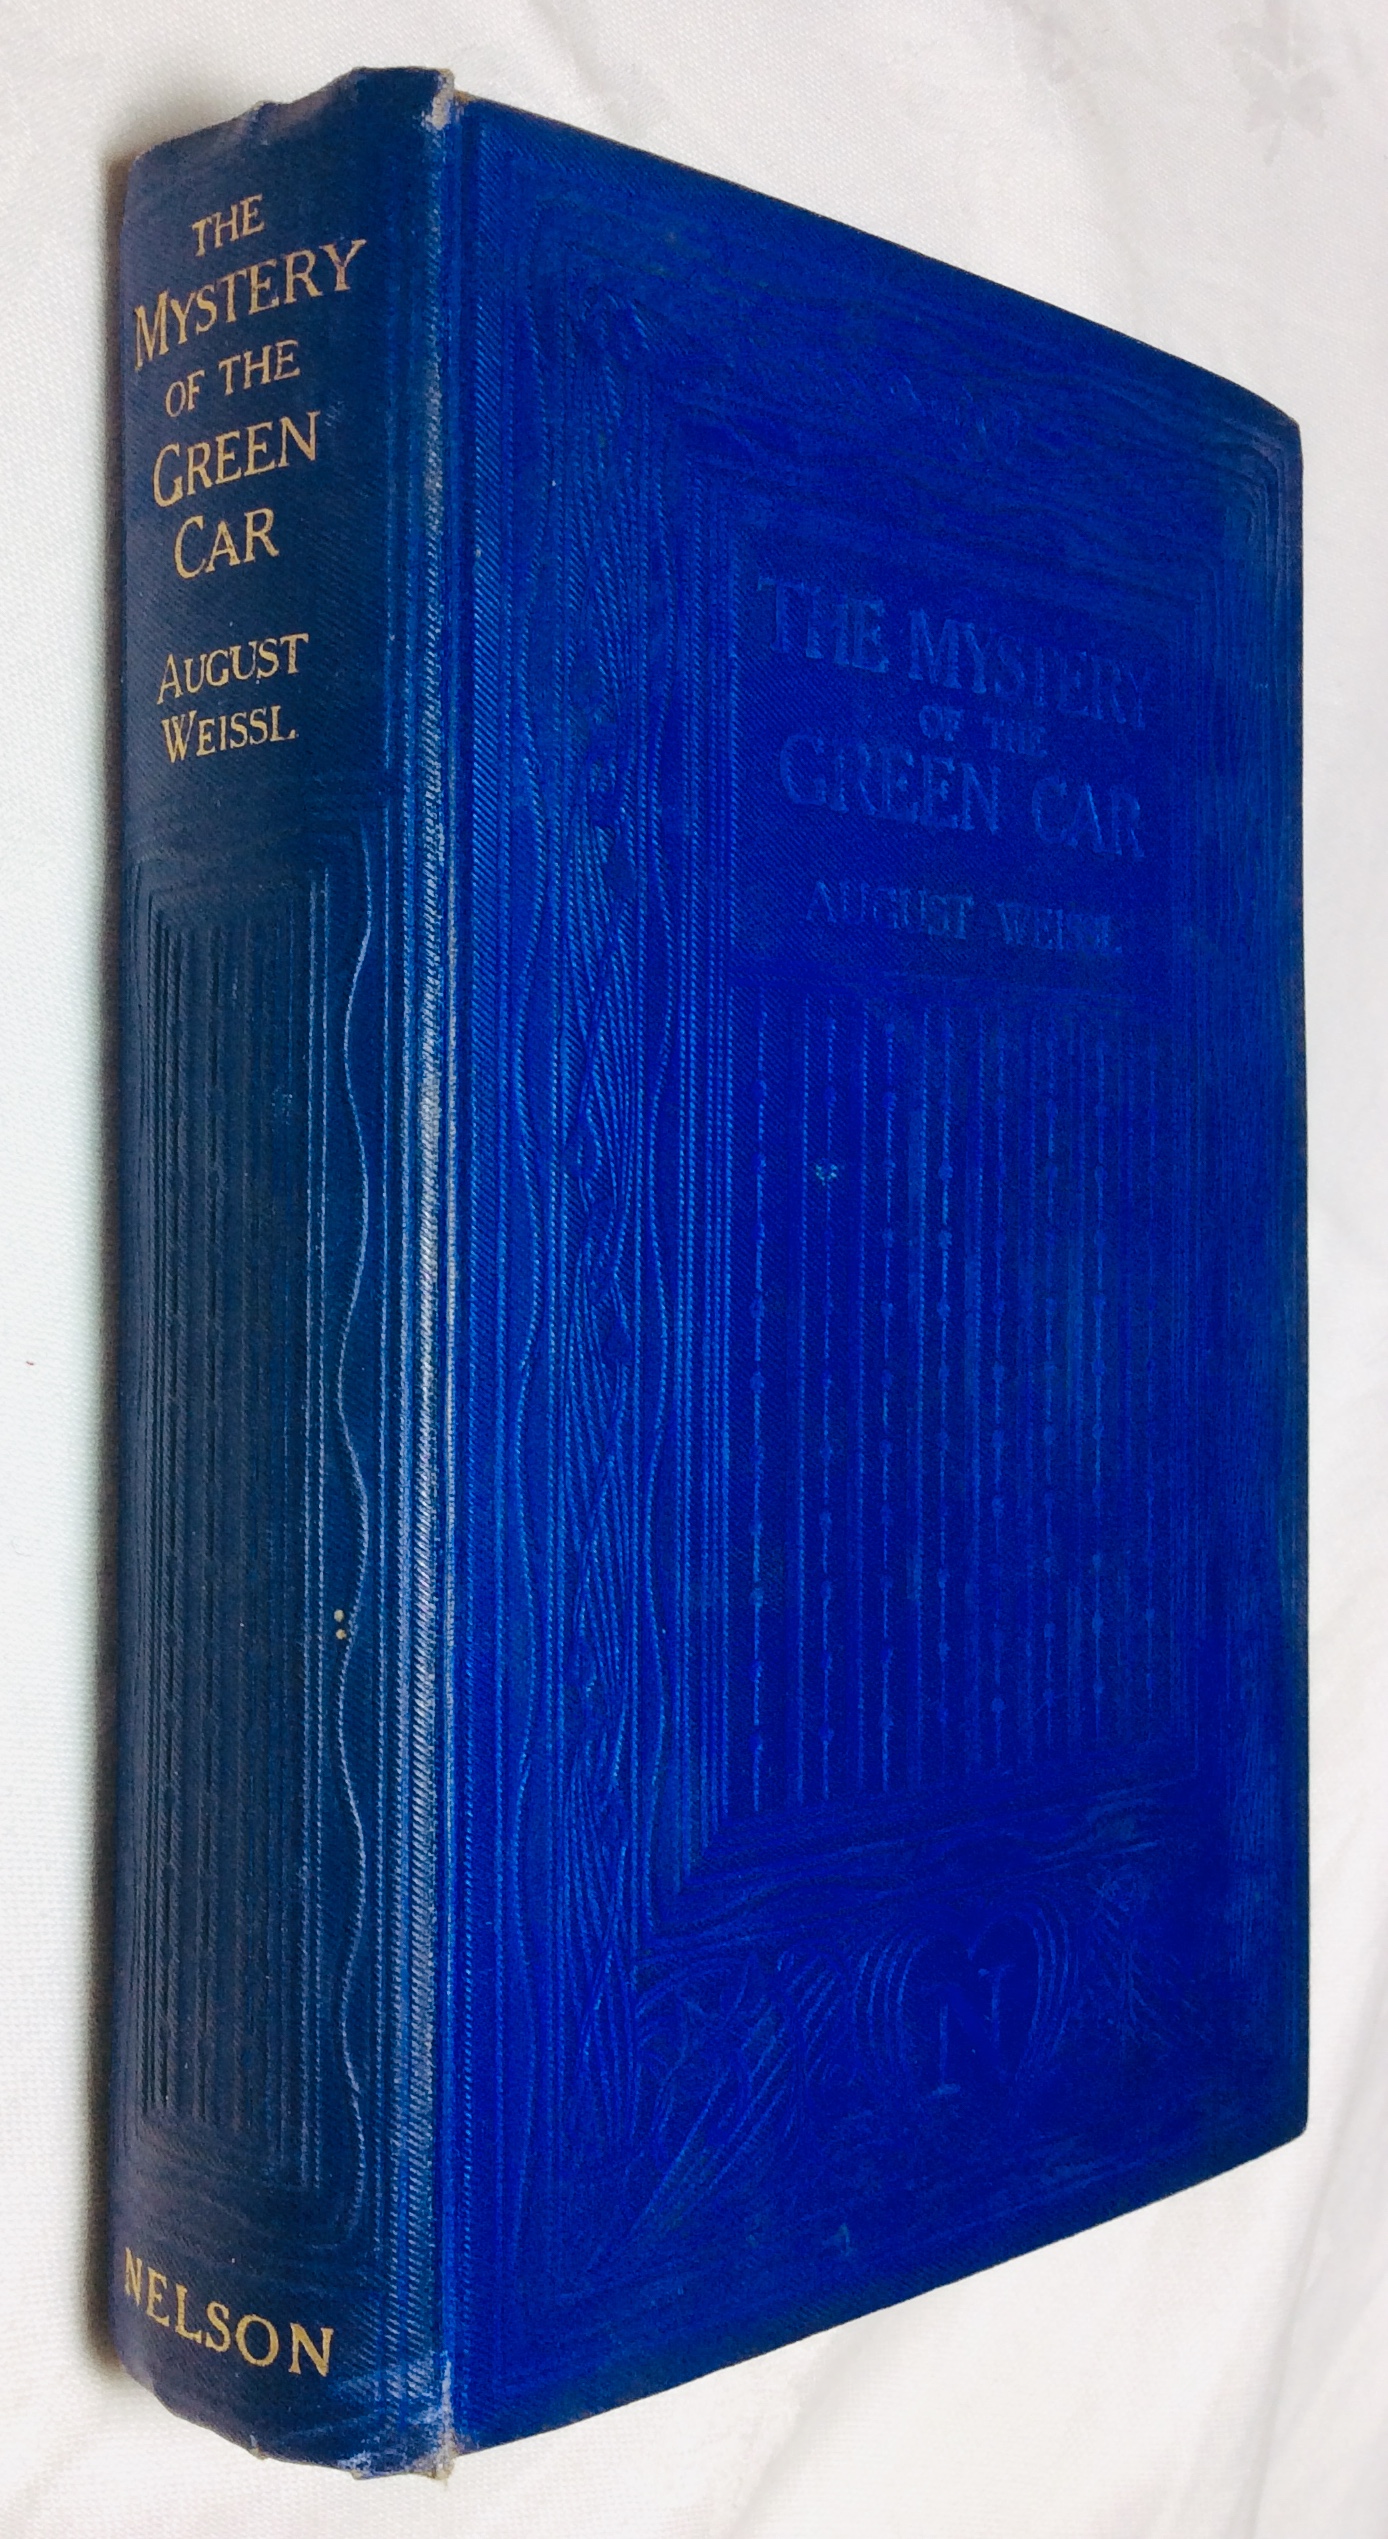 THE
MYSTERY
OF THE
GREEN
CAR
AUGUST
WEISSL
NELSON
THE MYSTERY
OF THE
GREEN CAR
AUGUST WEISSL
N